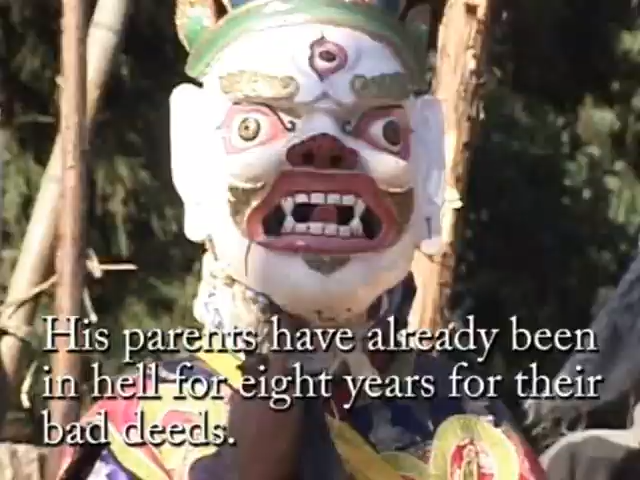 His parents have already been
in hell for eight years for their
bad deeds.